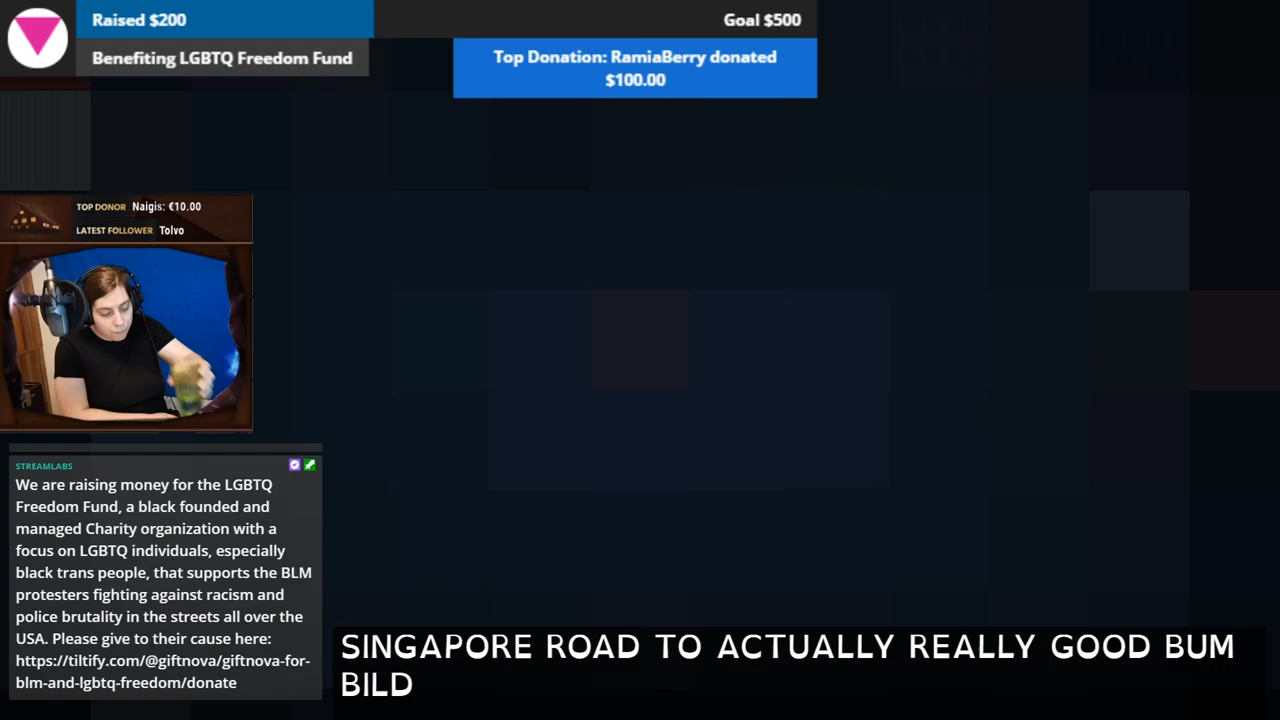 Raised $200
Goal $500
Benefiting LGBTQ Freedom Fund
Top Donation: RamiaBerry donated
$100.00
TOP DONOR Naigis: €10.00
LATEST FOLLOWER Tolvo
STREAMLABS
We are raising money for the LGBTQ
Freedom Fund, a black founded and
managed Charity organization with a
focus on LGBTQ individuals, especially
black trans people, that supports the BLM
protesters fighting against racism and
police brutality in the streets all over the
USA. Please give to their cause here:
https://tiltify.com/@giftnova/giftnova-for-
blm-and-lgbtq-freedom/donate
SINGAPORE ROAD TO ACTUALLY REALLY GOOD BUM
BILD